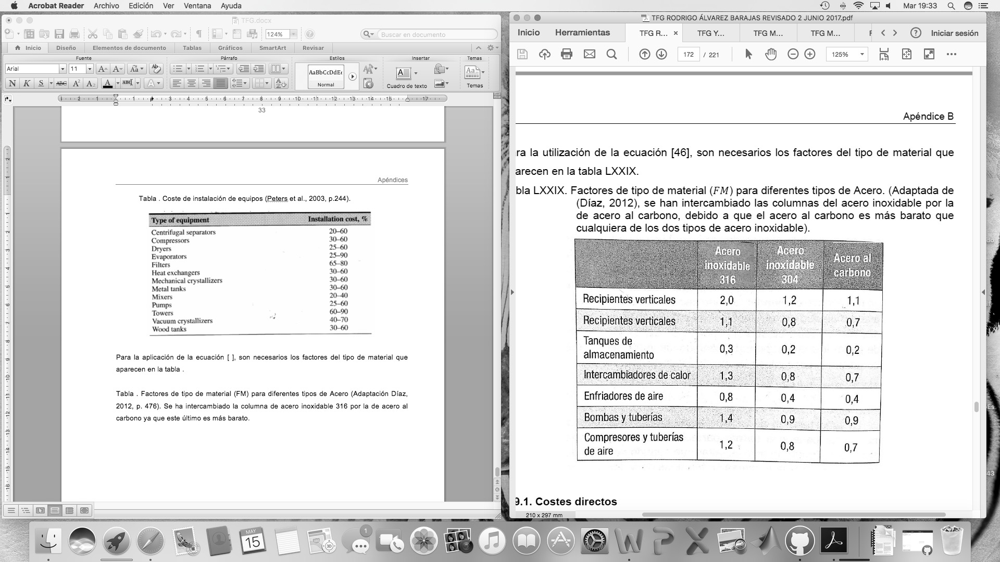 Acrobat Reader Archivo Edición Ver Ventana Ayuda
Mar 19:33
TFG.docx
124%
Buscar en documento
Inicio Diseño Elementos de documento Tablas Gráficos SmartArt Revisar
Fuente Párrafo Estilos Insertar Temas
Arial 11
AaBbCcDdEe
Normal
Cuadro de texto
Temas
33
Apéndices
Tabla . Coste de instalación de equipos (Peters et al., 2003, p.244).
Type of equipment Installation cost, %
Centrifugal separators 20–60
Compressors 30–60
Dryers 25–60
Evaporators 25–90
Filters 65–80
Heat exchangers 30–60
Mechanical crystallizers 30–60
Metal tanks 30–60
Mixers 20–40
Pumps 25–60
Towers 60–90
Vacuum crystallizers 40–70
Wood tanks 30–60
Para la aplicación de la ecuación [ ], son necesarios los factores del tipo de material que
aparecen en la tabla .
Tabla . Factores de tipo de material (FM) para diferentes tipos de Acero (Adaptación Díaz,
2012, p. 476). Se ha intercambiado la columna de acero inoxidable 316 por la de acero al
carbono ya que este último es más barato.
TFG RODRIGO ÁLVAREZ BARAJAS REVISADO 2 JUNIO 2017.pdf
Inicio Herramientas TFG R... × TFG Y... TFG M... TFG M... Iniciar sesión
172 / 221 125%
Apéndice B
ra la utilización de la ecuación [46], son necesarios los factores del tipo de material que
arecen en la tabla LXXIX.
bla LXXIX. Factores de tipo de material (FM) para diferentes tipos de Acero. (Adaptada de
(Díaz, 2012), se han intercambiado las columnas del acero inoxidable por la
de acero al carbono, debido a que el acero al carbono es más barato que
cualquiera de los dos tipos de acero inoxidable).
Acero inoxidable 316 Acero inoxidable 304 Acero al carbono
Recipientes verticales 2,0 1,2 1,1
Recipientes verticales 1,1 0,8 0,7
Tanques de almacenamiento 0,3 0,2 0,2
Intercambiadores de calor 1,3 0,8 0,7
Enfriadores de aire 0,8 0,4 0,4
Bombas y tuberías 1,4 0,9 0,9
Compresores y tuberías de aire 1,2 0,8 0,7
9.1. Costes directos
210 x 297 mm
MAY
15
1